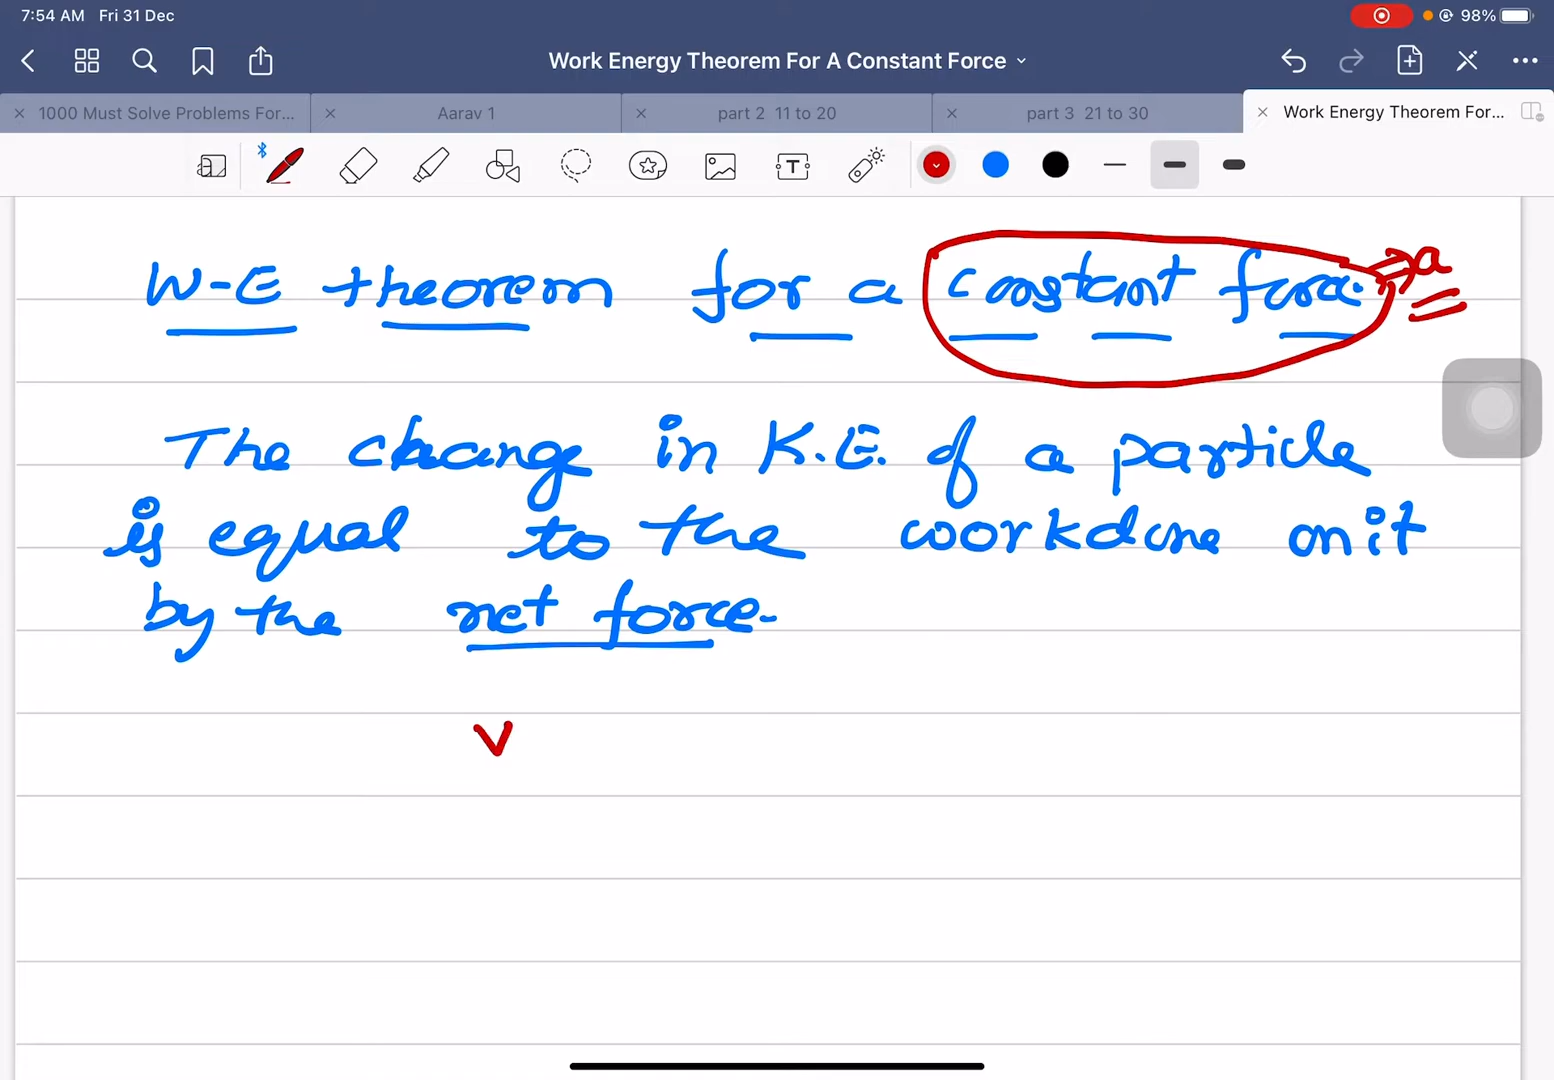 7:54 AM Fri 31 Dec 98%
Work Energy Theorem For A Constant Force
1000 Must Solve Problems For... Aarav 1 part 2 11 to 20 part 3 21 to 30 Work Energy Theorem For...
W-E theorem for a constant force. ⇒ a
The change in K.E. of a particle
is equal to the workdone on it
by the net force.
v